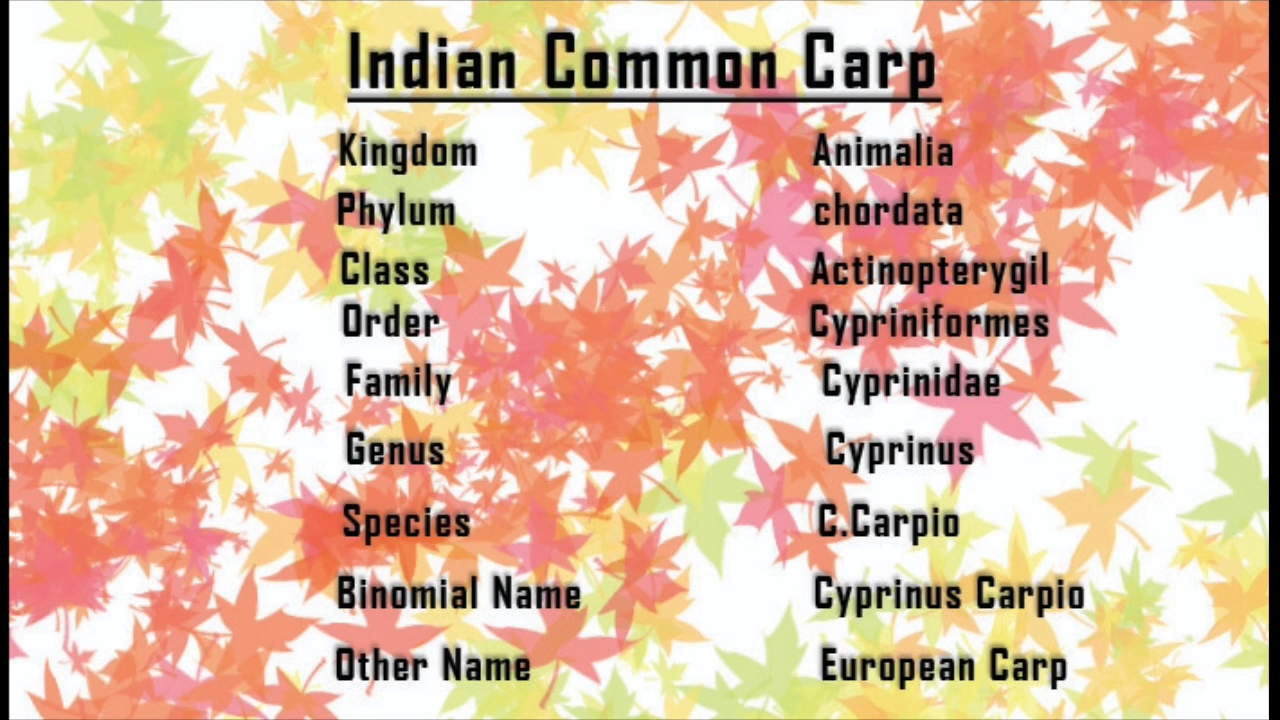 Indian Common Carp
Kingdom Animalia
Phylum chordata
Class Actinopterygil
Order Cypriniformes
Family Cyprinidae
Genus Cyprinus
Species C.Carpio
Binomial Name Cyprinus Carpio
Other Name European Carp